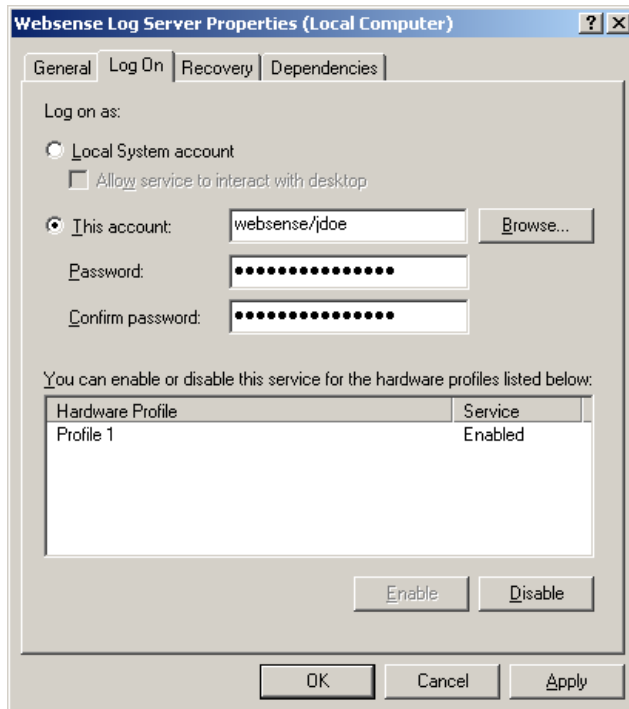 Websense Log Server Properties (Local Computer)
General Log On Recovery Dependencies
Log on as:
Local System account
Allow service to interact with desktop
This account: websense/jdoe Browse...
Password: •••••••••••••••
Confirm password: •••••••••••••••
You can enable or disable this service for the hardware profiles listed below:
Hardware Profile Service
Profile 1 Enabled
Enable Disable
OK Cancel Apply